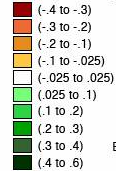 (-.4 to -.3)
(-.3 to -.2)
(-.2 to -.1)
(-.1 to -.025)
(-.025 to .025)
(.025 to .1)
(.1 to .2)
(.2 to .3)
(.3 to .4)
(.4 to .6)